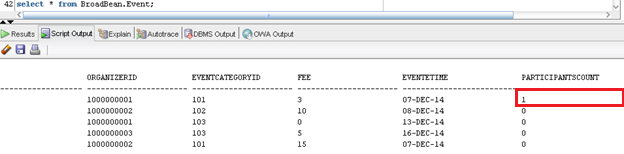 42 select * from BroadBean.Event;
Results Script Output Explain Autotrace DBMS Output OWA Output
ORGANIZERID EVENTCATEGORYID FEE EVENTETIME PARTICIPANTSCOUNT
1000000001 101 3 07-DEC-14 1
1000000002 102 10 08-DEC-14 0
1000000001 103 0 13-DEC-14 0
1000000003 103 5 16-DEC-14 0
1000000002 101 15 07-DEC-14 0